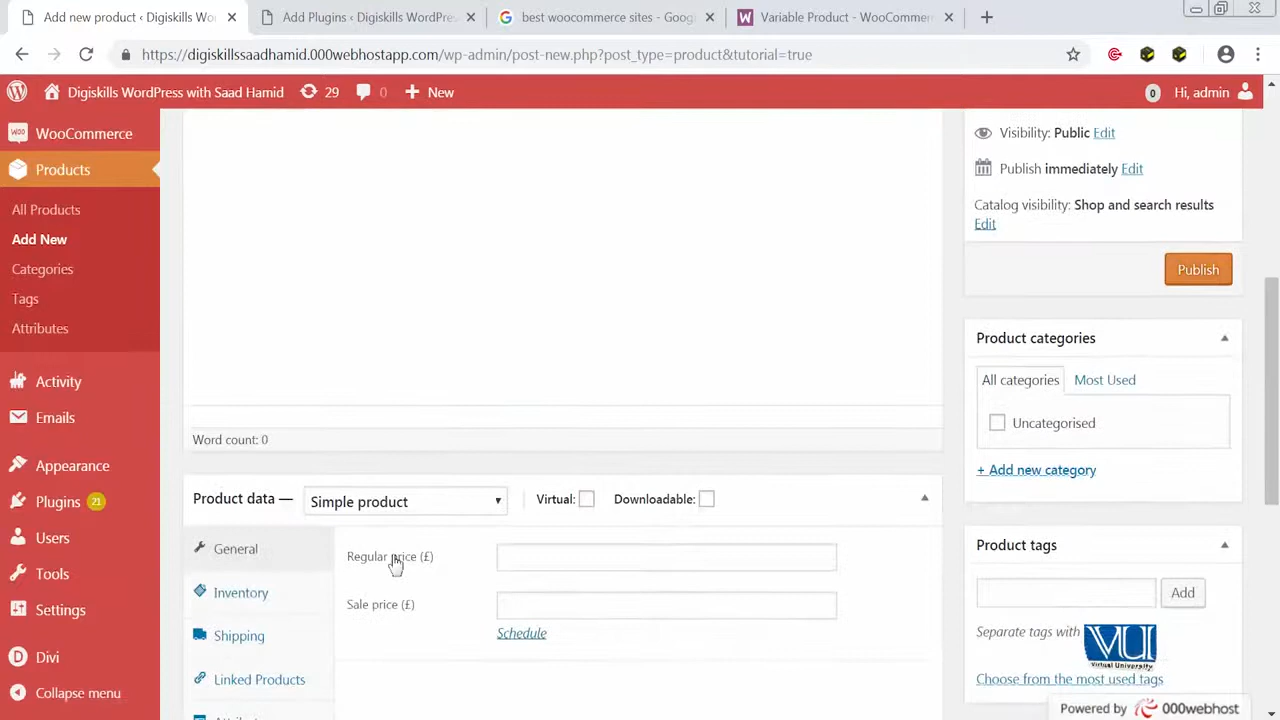 Add new product ‹ Digiskills Wo
Add Plugins ‹ Digiskills WordPres
best woocommerce sites - Goog
Variable Product - WooCommer
https://digiskillssaadhamid.000webhostapp.com/wp-admin/post-new.php?post_type=product&tutorial=true
Digiskills WordPress with Saad Hamid
29
0
New
0
Hi, admin
WooCommerce
Products
All Products
Add New
Categories
Tags
Attributes
Activity
Emails
Appearance
Plugins 21
Users
Tools
Settings
Divi
Collapse menu
Word count: 0
Product data —
Simple product
Virtual:
Downloadable:
General
Inventory
Shipping
Linked Products
Regular price (£)
Sale price (£)
Schedule
Visibility: Public Edit
Publish immediately Edit
Catalog visibility: Shop and search results
Edit
Publish
Product categories
All categories
Most Used
Uncategorised
+ Add new category
Product tags
Add
Separate tags with
VU
Virtual University
Choose from the most used tags
Powered by 000webhost